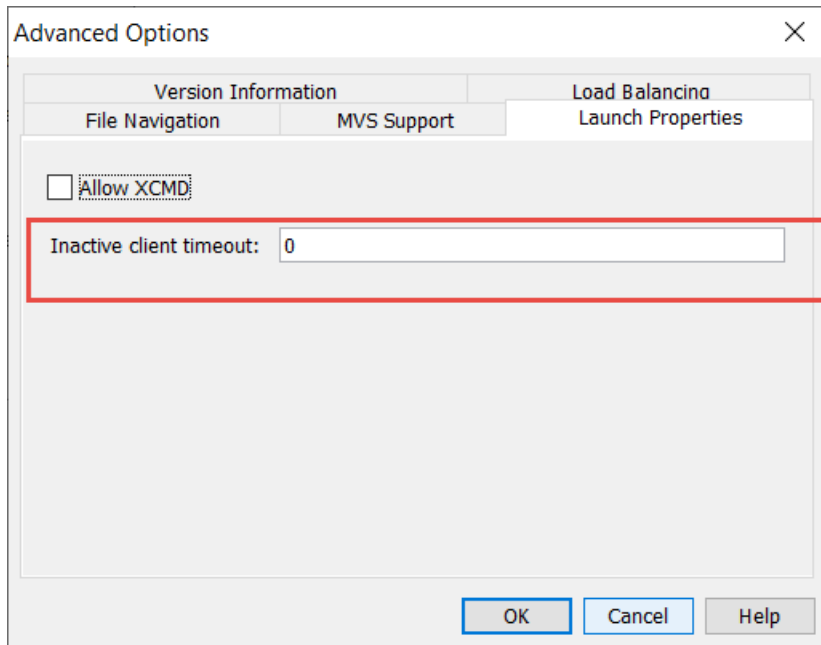 Advanced Options
Version Information Load Balancing
File Navigation MVS Support Launch Properties
Allow XCMD
Inactive client timeout: 0
OK Cancel Help